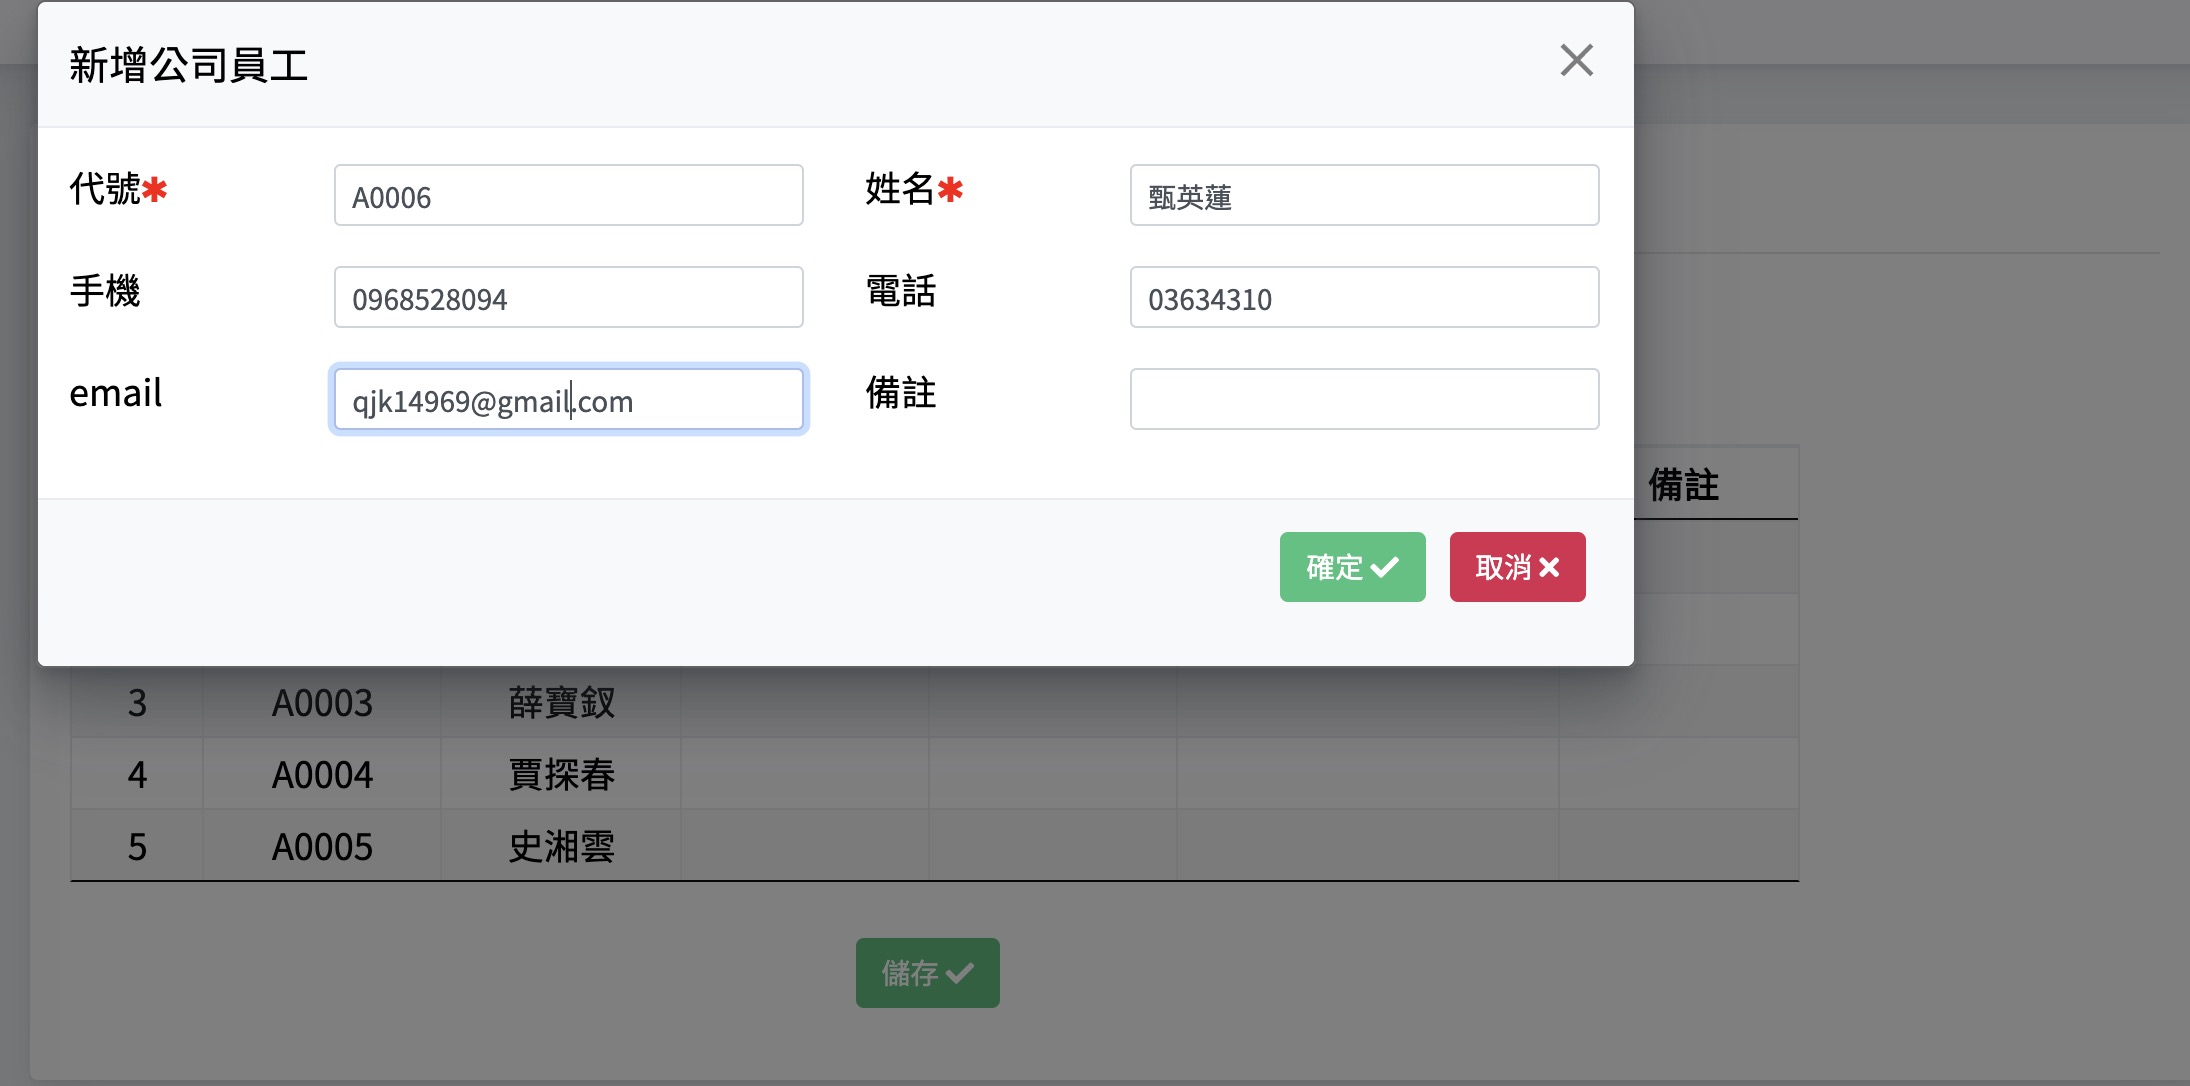 新增公司員工
代號✱ A0006 姓名✱ 甄英蓮
手機 0968528094 電話 03634310
email qjk14969@gmail.com 備註
備註
確定 取消
3 A0003 薛寶釵
4 A0004 賈探春
5 A0005 史湘雲
儲存